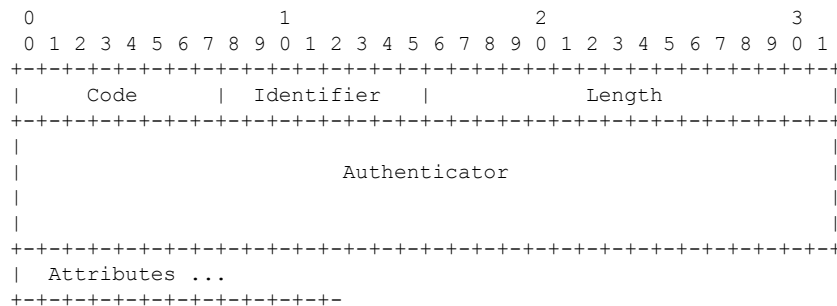 0                   1                   2                   3
 0 1 2 3 4 5 6 7 8 9 0 1 2 3 4 5 6 7 8 9 0 1 2 3 4 5 6 7 8 9 0 1
+-+-+-+-+-+-+-+-+-+-+-+-+-+-+-+-+-+-+-+-+-+-+-+-+-+-+-+-+-+-+-+-+
|     Code      |  Identifier   |            Length             |
+-+-+-+-+-+-+-+-+-+-+-+-+-+-+-+-+-+-+-+-+-+-+-+-+-+-+-+-+-+-+-+-+
|                                                               |
|                         Authenticator                         |
|                                                               |
|                                                               |
+-+-+-+-+-+-+-+-+-+-+-+-+-+-+-+-+-+-+-+-+-+-+-+-+-+-+-+-+-+-+-+-+
|  Attributes ...
+-+-+-+-+-+-+-+-+-+-+-+-+-